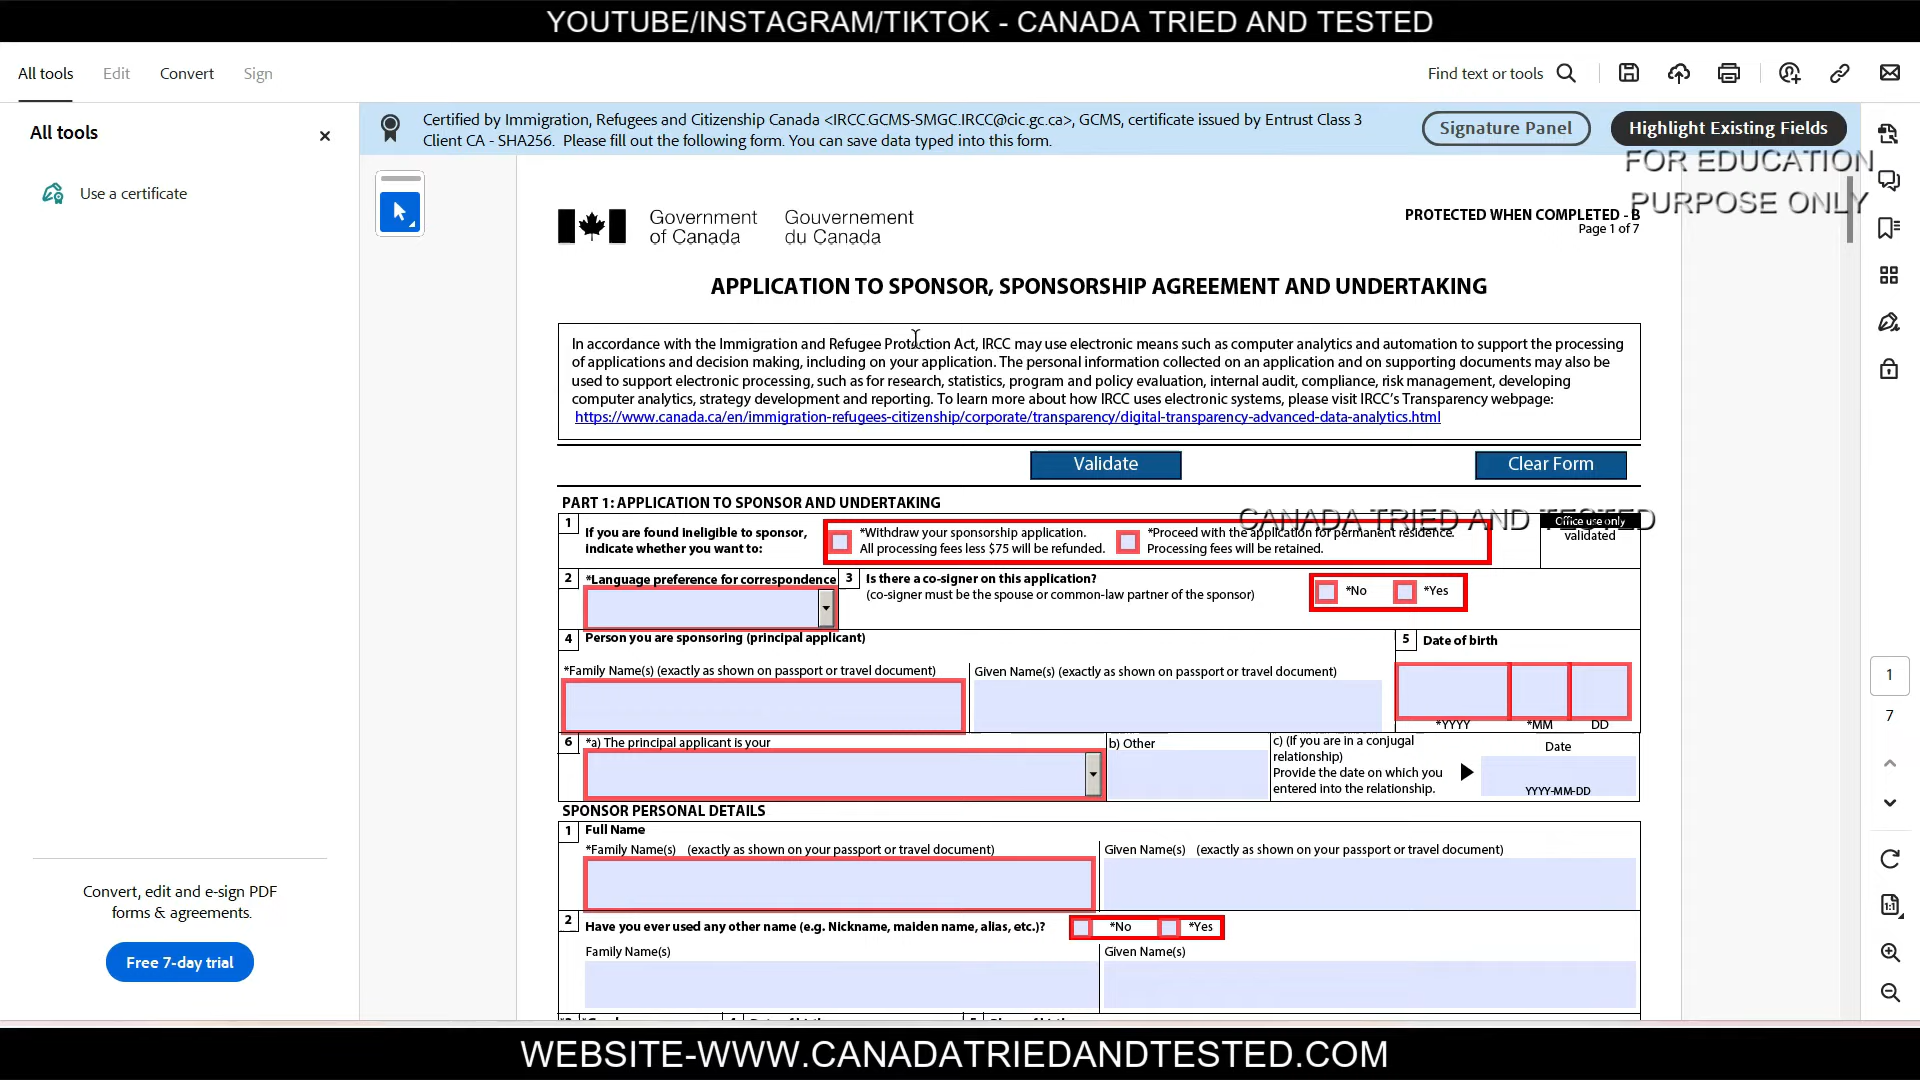 YOUTUBE/INSTAGRAM/TIKTOK - CANADA TRIED AND TESTED
All tools
Edit
Convert
Sign
Find text or tools
All tools
Use a certificate
Convert, edit and e-sign PDF
forms & agreements.
Free 7-day trial
Certified by Immigration, Refugees and Citizenship Canada <IRCC.GCMS-SMGC.IRCC@cic.gc.ca>, GCMS, certificate issued by Entrust Class 3
Client CA - SHA256. Please fill out the following form. You can save data typed into this form.
Signature Panel
Highlight Existing Fields
FOR EDUCATION
PURPOSE ONLY
Government
of Canada
Gouvernement
du Canada
PROTECTED WHEN COMPLETED - B
Page 1 of 7
APPLICATION TO SPONSOR, SPONSORSHIP AGREEMENT AND UNDERTAKING
In accordance with the Immigration and Refugee Protection Act, IRCC may use electronic means such as computer analytics and automation to support the processing
of applications and decision making, including on your application. The personal information collected on an application and on supporting documents may also be
used to support electronic processing, such as for research, statistics, program and policy evaluation, internal audit, compliance, risk management, developing
computer analytics, strategy development and reporting. To learn more about how IRCC uses electronic systems, please visit IRCC's Transparency webpage:
https://www.canada.ca/en/immigration-refugees-citizenship/corporate/transparency/digital-transparency-advanced-data-analytics.html
Validate
Clear Form
PART 1: APPLICATION TO SPONSOR AND UNDERTAKING
1
If you are found ineligible to sponsor,
indicate whether you want to:
*Withdraw your sponsorship application.
All processing fees less $75 will be refunded.
*Proceed with the application for permanent residence.
Processing fees will be retained.
CANADA TRIED AND TESTED
Office use only
validated
2
*Language preference for correspondence
3
Is there a co-signer on this application?
(co-signer must be the spouse or common-law partner of the sponsor)
*No
*Yes
4
Person you are sponsoring (principal applicant)
*Family Name(s) (exactly as shown on passport or travel document)
Given Name(s) (exactly as shown on passport or travel document)
5
Date of birth
*YYYY
*MM
DD
6
*a) The principal applicant is your
b) Other
c) (If you are in a conjugal
relationship)
Provide the date on which you
entered into the relationship.
Date
YYYY-MM-DD
SPONSOR PERSONAL DETAILS
1
Full Name
*Family Name(s) (exactly as shown on your passport or travel document)
Given Name(s) (exactly as shown on your passport or travel document)
2
Have you ever used any other name (e.g. Nickname, maiden name, alias, etc.)?
*No
*Yes
Family Name(s)
Given Name(s)
1
7
WEBSITE-WWW.CANADATRIEDANDTESTED.COM